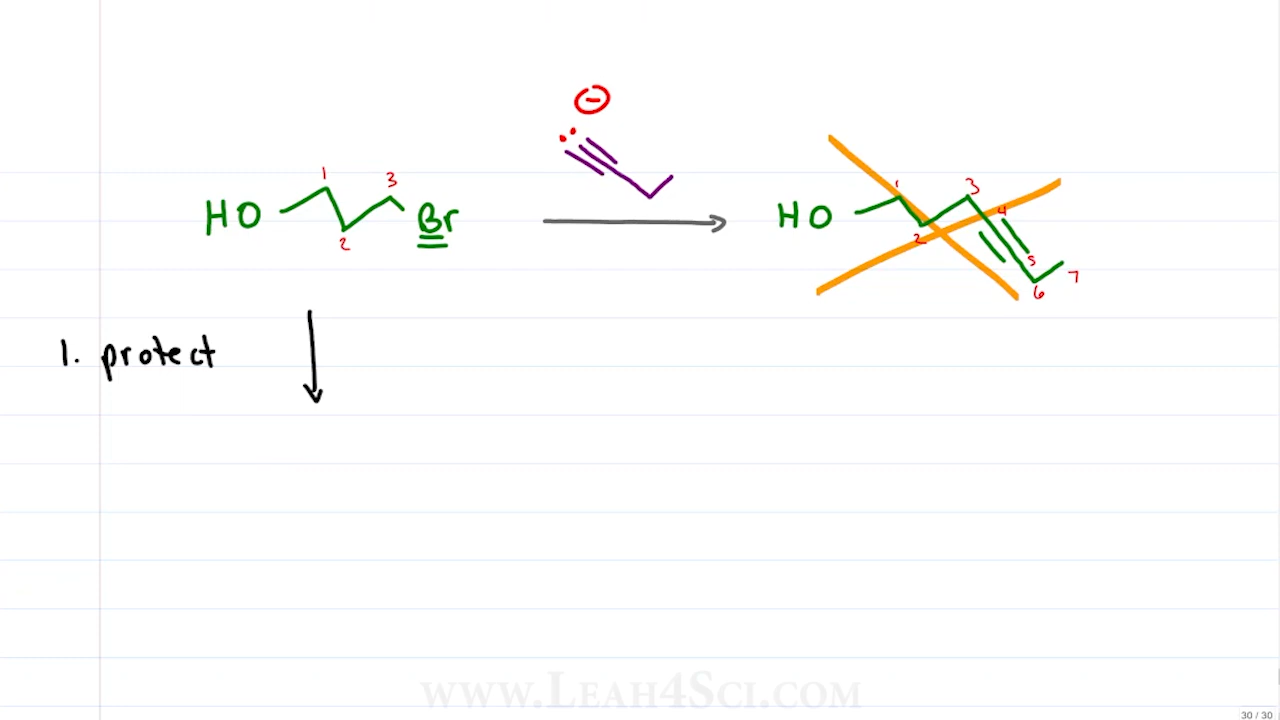 ⊖
1 3 1 3
HO Br HO 4
2 2 5
6 7
1. protect
www.Leah4Sci.com
30 / 30